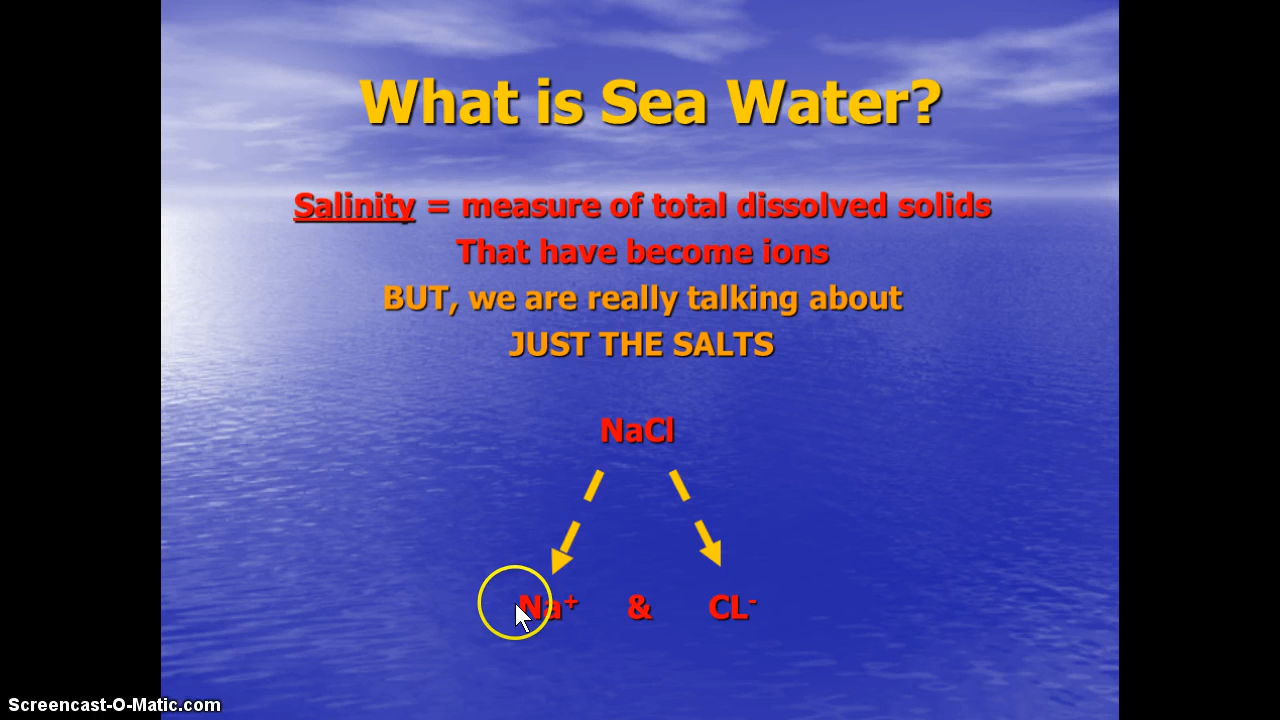 What is Sea Water?
Salinity = measure of total dissolved solids
That have become ions
BUT, we are really talking about
JUST THE SALTS
NaCl
Na⁺ & CL⁻
Screencast-O-Matic.com